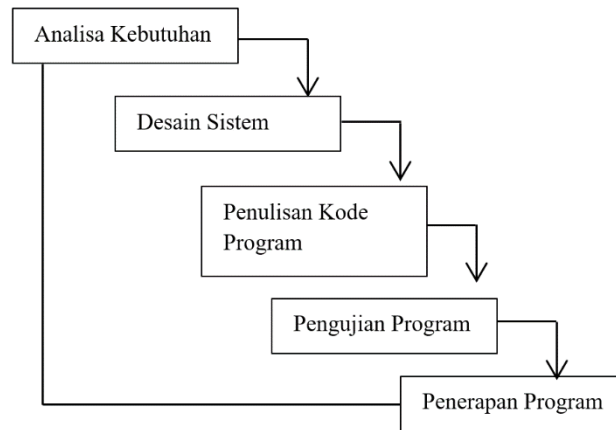 Analisa Kebutuhan
Desain Sistem
Penulisan Kode
Program
Pengujian Program
Penerapan Program